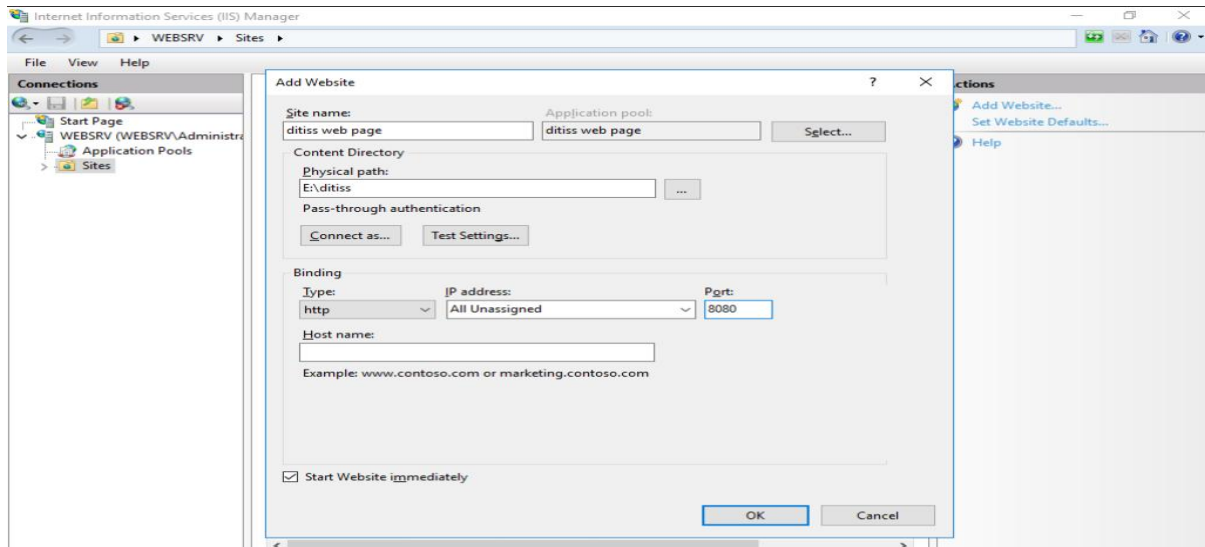 Internet Information Services (IIS) Manager
WEBSRV Sites
File View Help
Connections
Start Page
WEBSRV (WEBSRV\Administra
Application Pools
Sites
Add Website ?
Site name: Application pool:
ditiss web page ditiss web page Select...
Content Directory
Physical path:
E:\ditiss ...
Pass-through authentication
Connect as... Test Settings...
Binding
Type: IP address: Port:
http All Unassigned 8080
Host name:
Example: www.contoso.com or marketing.contoso.com
Start Website immediately
OK Cancel
ctions
Add Website...
Set Website Defaults...
Help